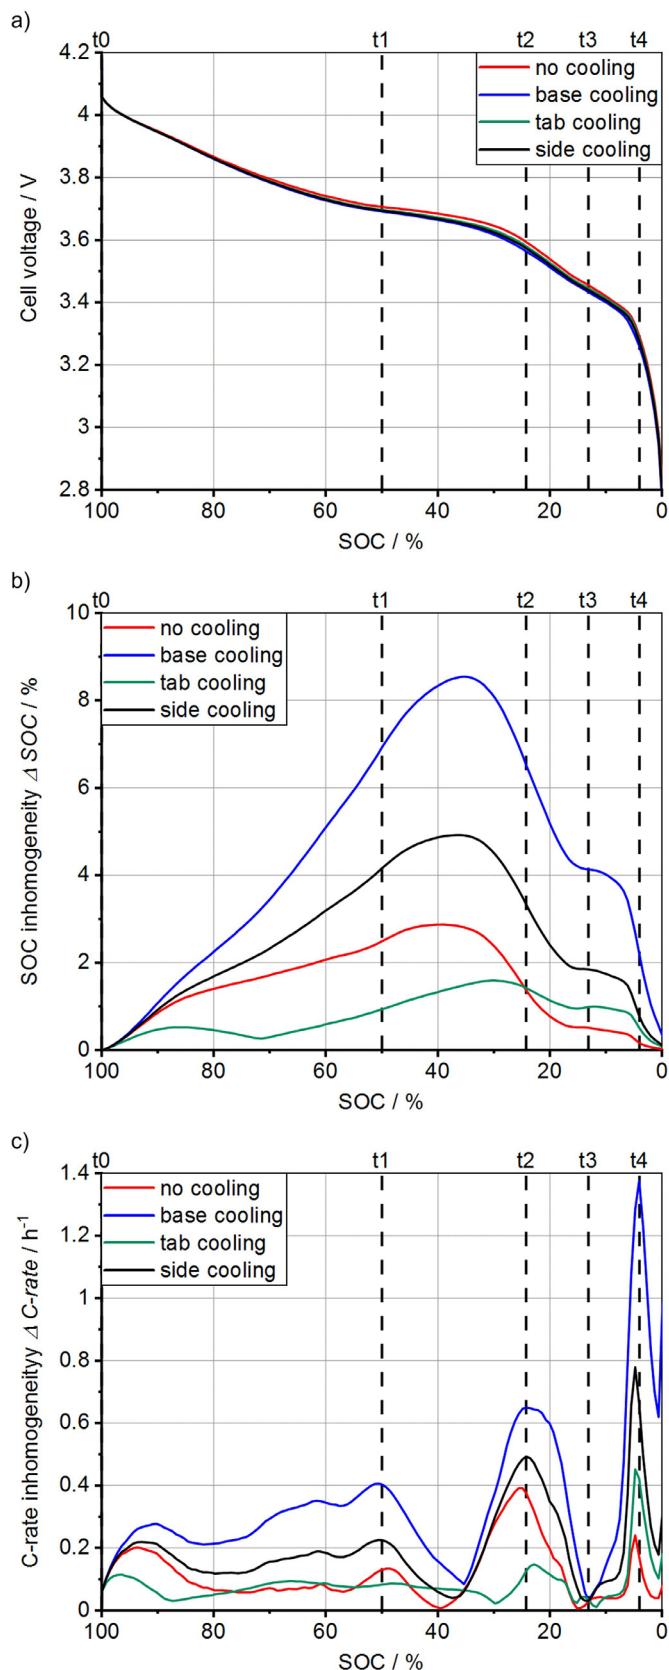 a)
t0 t1 t2 t3 t4
4.2
4
3.8
3.6
3.4
3.2
3
2.8
Cell voltage / V
no cooling
base cooling
tab cooling
side cooling
100 80 60 40 20 0
SOC / %
b)
t0 t1 t2 t3 t4
10
8
6
4
2
0
SOC inhomogeneity Δ SOC / %
no cooling
base cooling
tab cooling
side cooling
100 80 60 40 20 0
SOC / %
c)
t0 t1 t2 t3 t4
1.4
1.2
1
0.8
0.6
0.4
0.2
0
C-rate inhomogeneityy Δ C-rate / h⁻¹
no cooling
base cooling
tab cooling
side cooling
100 80 60 40 20 0
SOC / %